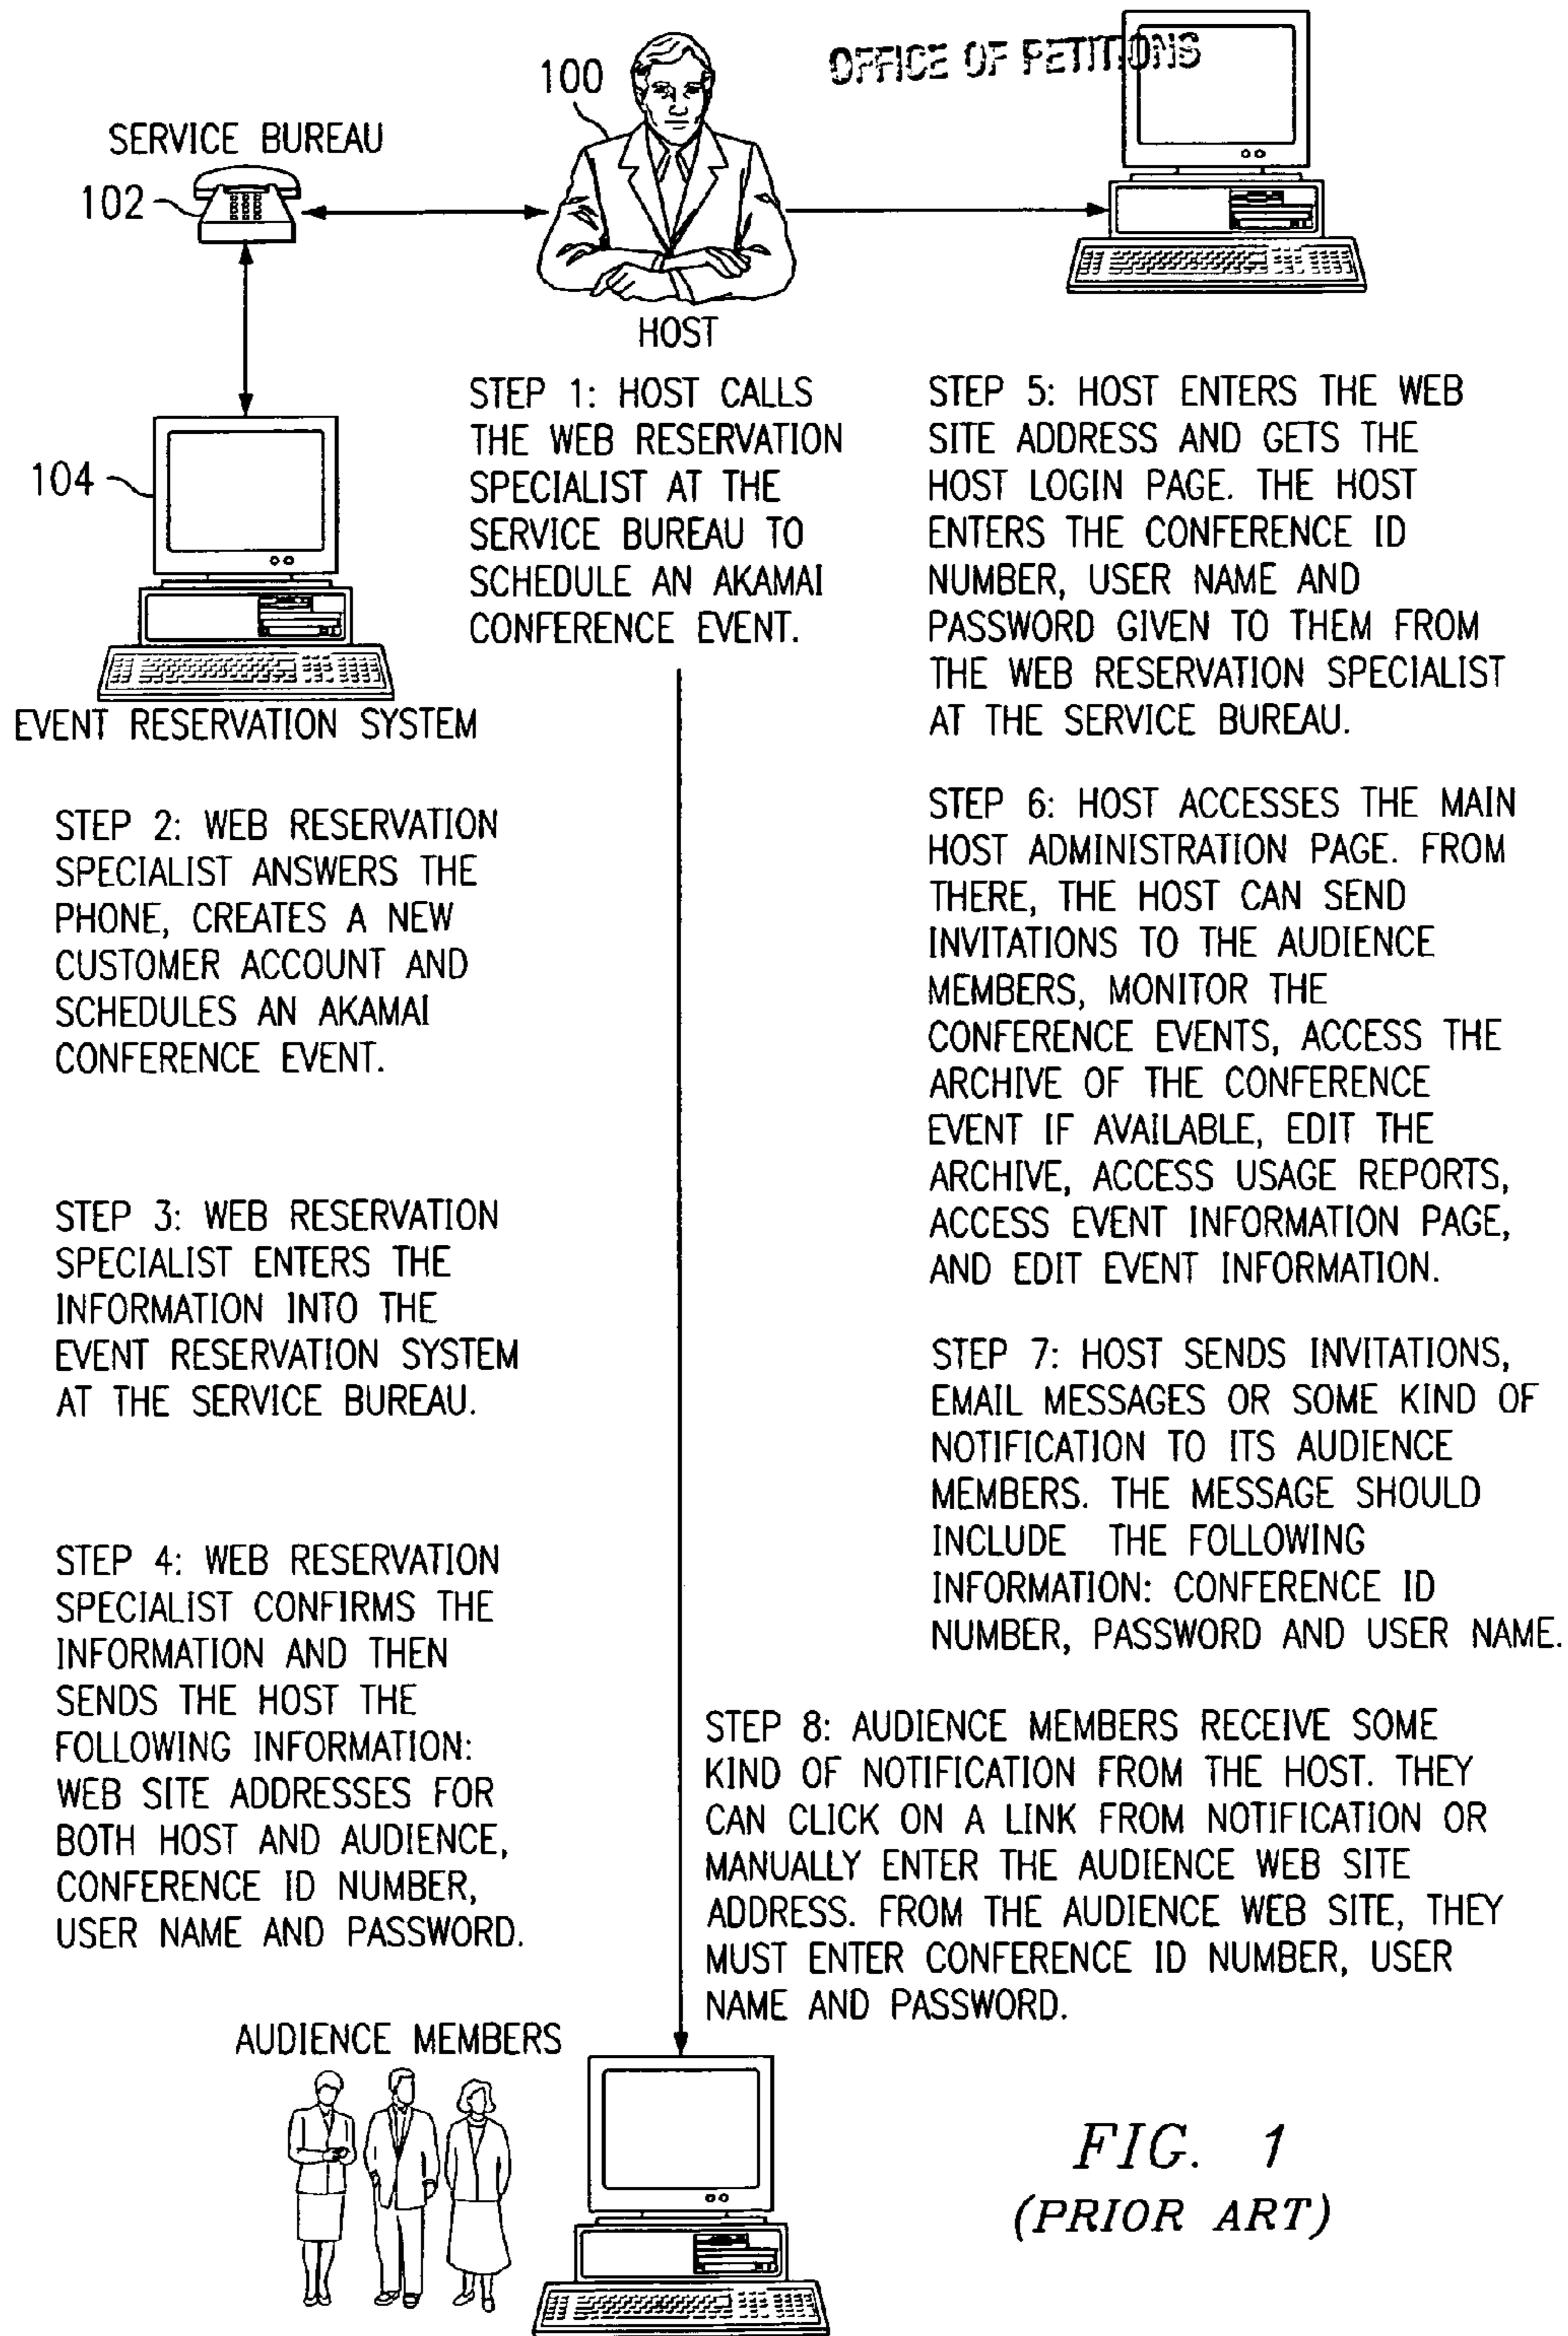 OFFICE OF PETITIONS
100
SERVICE BUREAU
102
HOST
104
EVENT RESERVATION SYSTEM
STEP 1: HOST CALLS
THE WEB RESERVATION
SPECIALIST AT THE
SERVICE BUREAU TO
SCHEDULE AN AKAMAI
CONFERENCE EVENT.
STEP 2: WEB RESERVATION
SPECIALIST ANSWERS THE
PHONE, CREATES A NEW
CUSTOMER ACCOUNT AND
SCHEDULES AN AKAMAI
CONFERENCE EVENT.
STEP 3: WEB RESERVATION
SPECIALIST ENTERS THE
INFORMATION INTO THE
EVENT RESERVATION SYSTEM
AT THE SERVICE BUREAU.
STEP 4: WEB RESERVATION
SPECIALIST CONFIRMS THE
INFORMATION AND THEN
SENDS THE HOST THE
FOLLOWING INFORMATION:
WEB SITE ADDRESSES FOR
BOTH HOST AND AUDIENCE,
CONFERENCE ID NUMBER,
USER NAME AND PASSWORD.
STEP 5: HOST ENTERS THE WEB
SITE ADDRESS AND GETS THE
HOST LOGIN PAGE. THE HOST
ENTERS THE CONFERENCE ID
NUMBER, USER NAME AND
PASSWORD GIVEN TO THEM FROM
THE WEB RESERVATION SPECIALIST
AT THE SERVICE BUREAU.
STEP 6: HOST ACCESSES THE MAIN
HOST ADMINISTRATION PAGE. FROM
THERE, THE HOST CAN SEND
INVITATIONS TO THE AUDIENCE
MEMBERS, MONITOR THE
CONFERENCE EVENTS, ACCESS THE
ARCHIVE OF THE CONFERENCE
EVENT IF AVAILABLE, EDIT THE
ARCHIVE, ACCESS USAGE REPORTS,
ACCESS EVENT INFORMATION PAGE,
AND EDIT EVENT INFORMATION.
STEP 7: HOST SENDS INVITATIONS,
EMAIL MESSAGES OR SOME KIND OF
NOTIFICATION TO ITS AUDIENCE
MEMBERS. THE MESSAGE SHOULD
INCLUDE THE FOLLOWING
INFORMATION: CONFERENCE ID
NUMBER, PASSWORD AND USER NAME.
STEP 8: AUDIENCE MEMBERS RECEIVE SOME
KIND OF NOTIFICATION FROM THE HOST. THEY
CAN CLICK ON A LINK FROM NOTIFICATION OR
MANUALLY ENTER THE AUDIENCE WEB SITE
ADDRESS. FROM THE AUDIENCE WEB SITE, THEY
MUST ENTER CONFERENCE ID NUMBER, USER
NAME AND PASSWORD.
AUDIENCE MEMBERS
FIG. 1
(PRIOR ART)